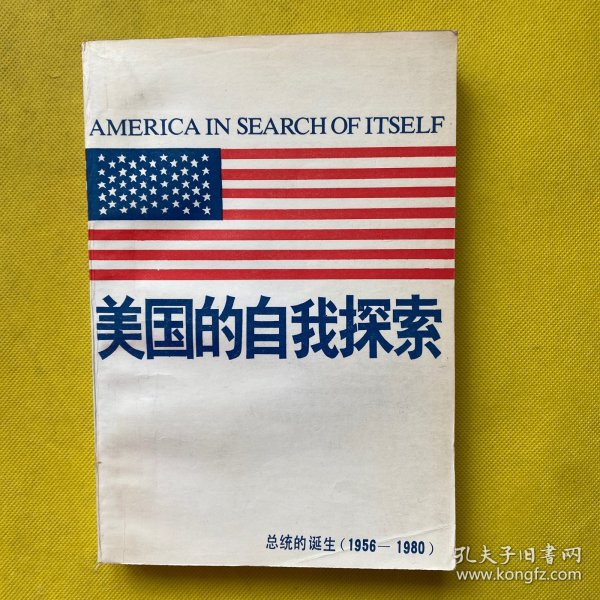 AMERICA IN SEARCH OF ITSELF
美国的自我探索
总统的诞生(1956—1980)
孔夫子旧书网
www.kongfz.com